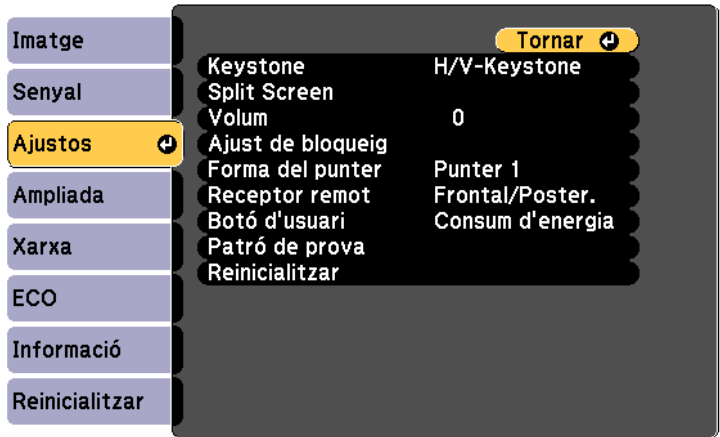 Imatge
Senyal
Ajustos
Ampliada
Xarxa
ECO
Informació
Reinicialitzar
Tornar
Keystone H/V-Keystone
Split Screen
Volum 0
Ajust de bloqueig
Forma del punter Punter 1
Receptor remot Frontal/Poster.
Botó d'usuari Consum d'energia
Patró de prova
Reinicialitzar